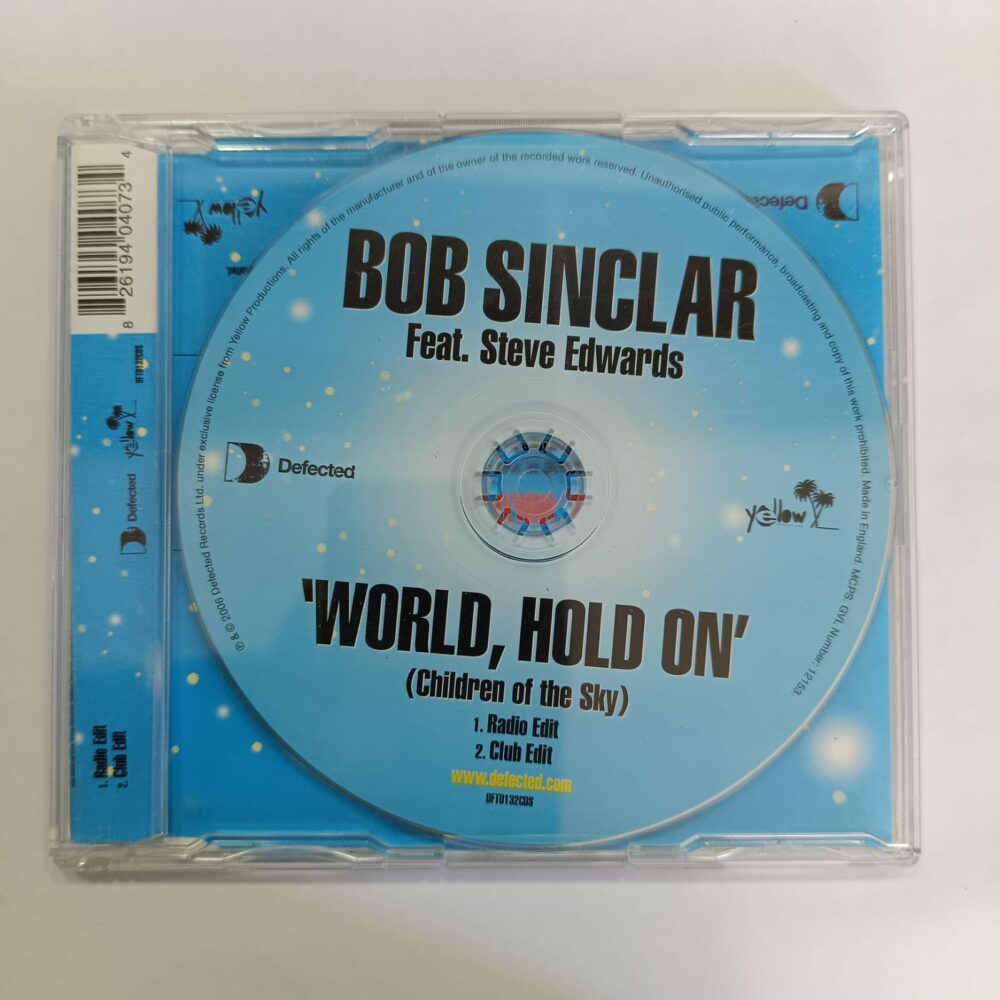 BOB SINCLAR
Feat. Steve Edwards
Defected
yellow
'WORLD, HOLD ON'
(Children of the Sky)
1. Radio Edit
2. Club Edit
www.defected.com
DFTD132CDS
℗ & © 2006 Defected Records Ltd. under exclusive license from Yellow Productions. All rights of the manufacturer and of the owner of the recorded work reserved. Unauthorised public performance, broadcasting and copy of this work prohibited. Made in England. MCPS. GVL Number: 12153.
8 26194 04073 4
DFTD132CDS
yellow
Defected
1. Radio Edit
2. Club Edit
yellow
Defected